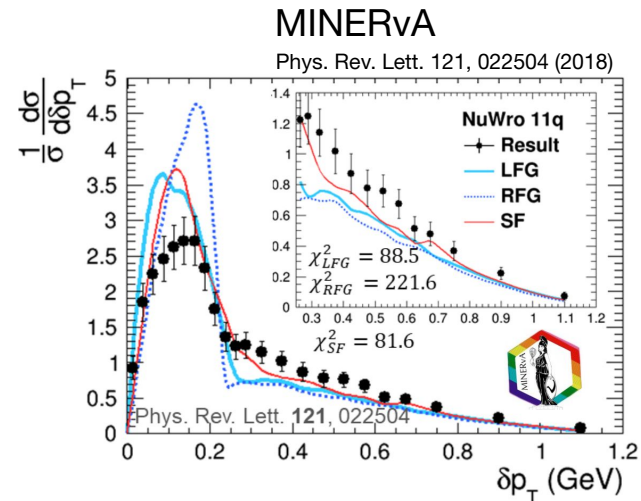 MINERvA
Phys. Rev. Lett. 121, 022504 (2018)
1/σ dσ/dδp_T
5
4.5
4
3.5
3
2.5
2
1.5
1
0.5
0
1.4
1.2
1
0.8
0.6
0.4
0.2
0
NuWro 11q
Result
LFG
RFG
SF
χ²_LFG = 88.5
χ²_RFG = 221.6
0.3 0.4 0.5 0.6 0.7 0.8 0.9 1 1.1 1.2
χ²_SF = 81.6
MINERvA
Phys. Rev. Lett. 121, 022504
0 0.2 0.4 0.6 0.8 1 1.2
δp_T (GeV)